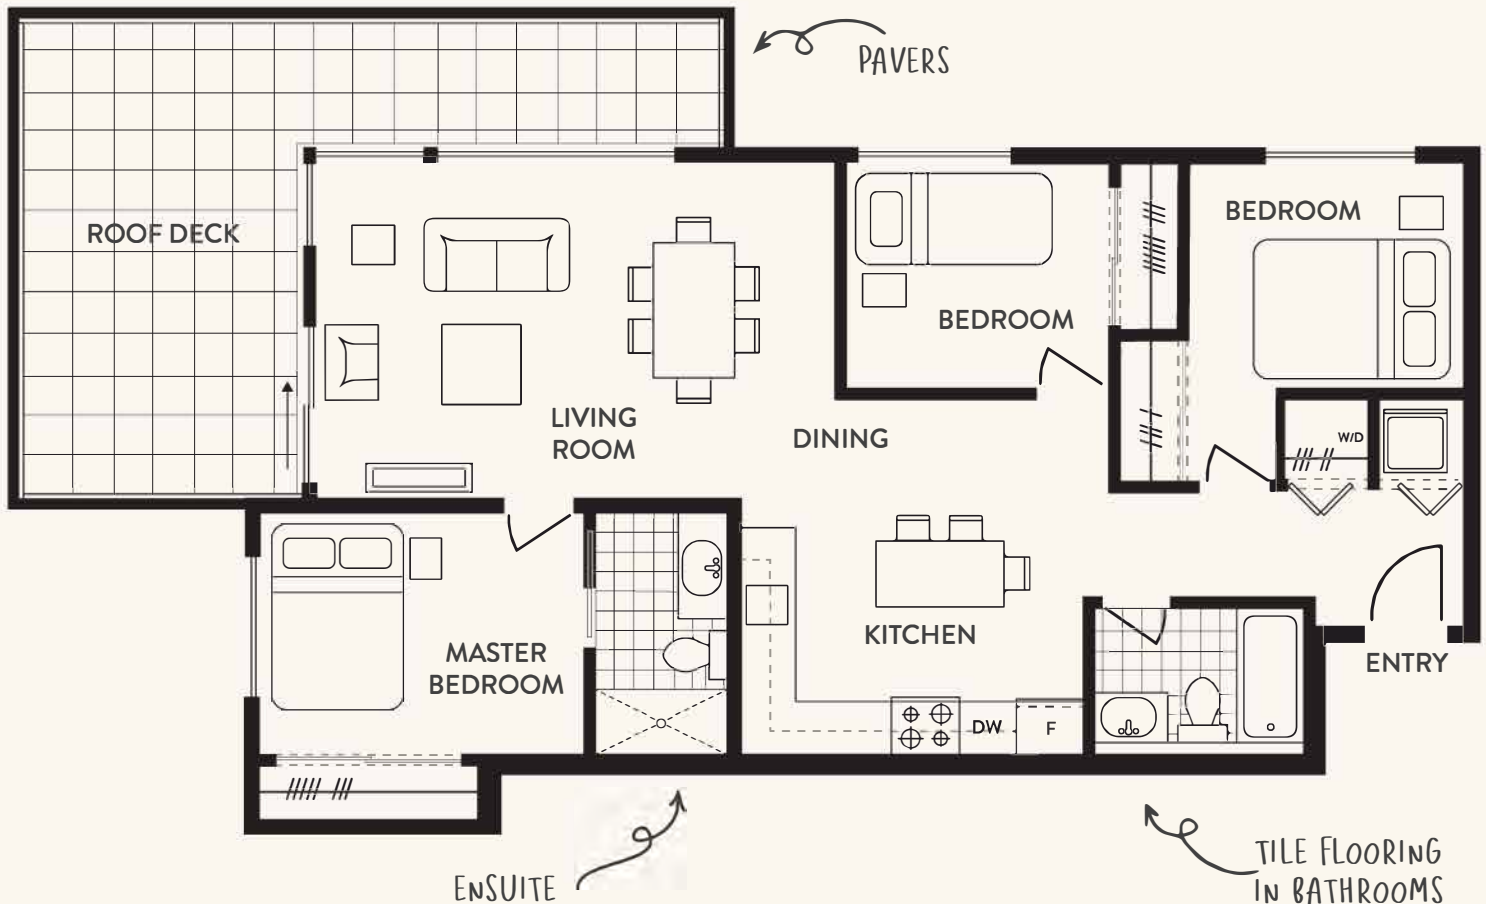 PAVERS
ROOF DECK
BEDROOM
BEDROOM
LIVING
ROOM
DINING
W/D
MASTER
BEDROOM
KITCHEN
ENTRY
DW
F
ENSUITE
TILE FLOORING
IN BATHROOMS